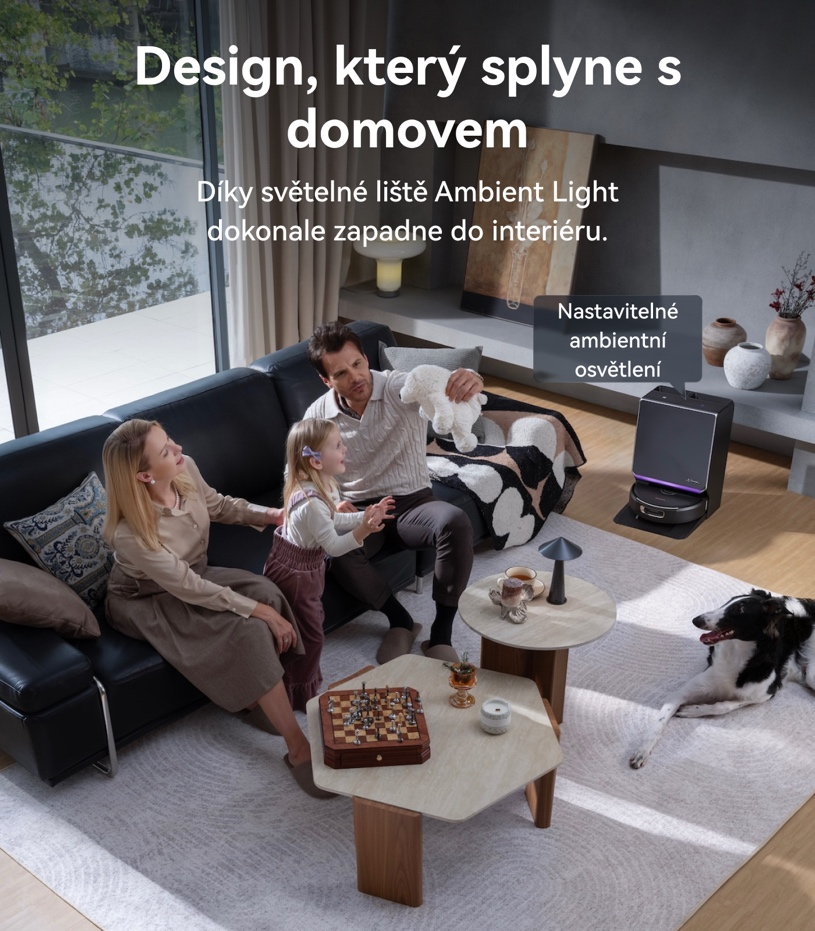 Design, který splyne s
domovem
Díky světelné liště Ambient Light
dokonale zapadne do interiéru.
Nastavitelné
ambientní
osvětlení